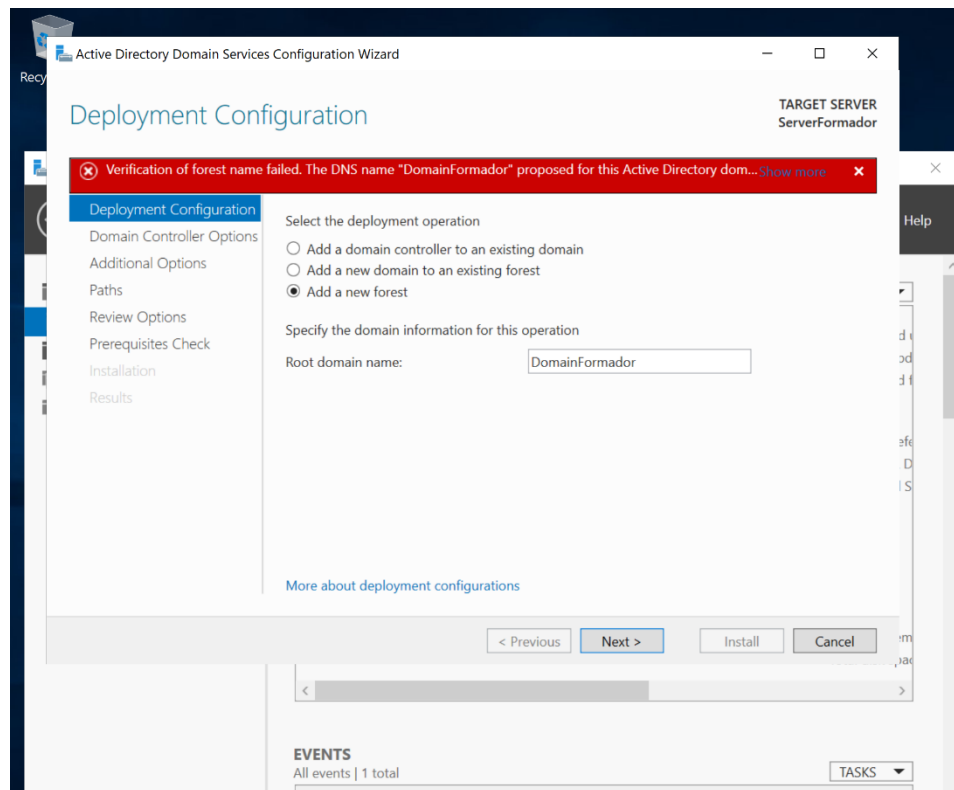 Recy
Active Directory Domain Services Configuration Wizard
Deployment Configuration
TARGET SERVER
ServerFormador
Verification of forest name failed. The DNS name "DomainFormador" proposed for this Active Directory dom... Show more
Deployment Configuration
Domain Controller Options
Additional Options
Paths
Review Options
Prerequisites Check
Installation
Results
Select the deployment operation
Add a domain controller to an existing domain
Add a new domain to an existing forest
Add a new forest
Specify the domain information for this operation
Root domain name: DomainFormador
More about deployment configurations
< Previous Next > Install Cancel
Help
EVENTS
All events | 1 total
TASKS